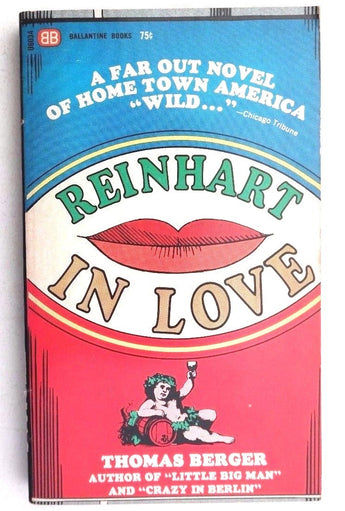 BB
BALLANTINE BOOKS 75¢
A FAR OUT NOVEL
OF HOME TOWN AMERICA
"WILD..."
—Chicago Tribune
REINHART
IN LOVE
THOMAS BERGER
AUTHOR OF "LITTLE BIG MAN"
AND "CRAZY IN BERLIN"